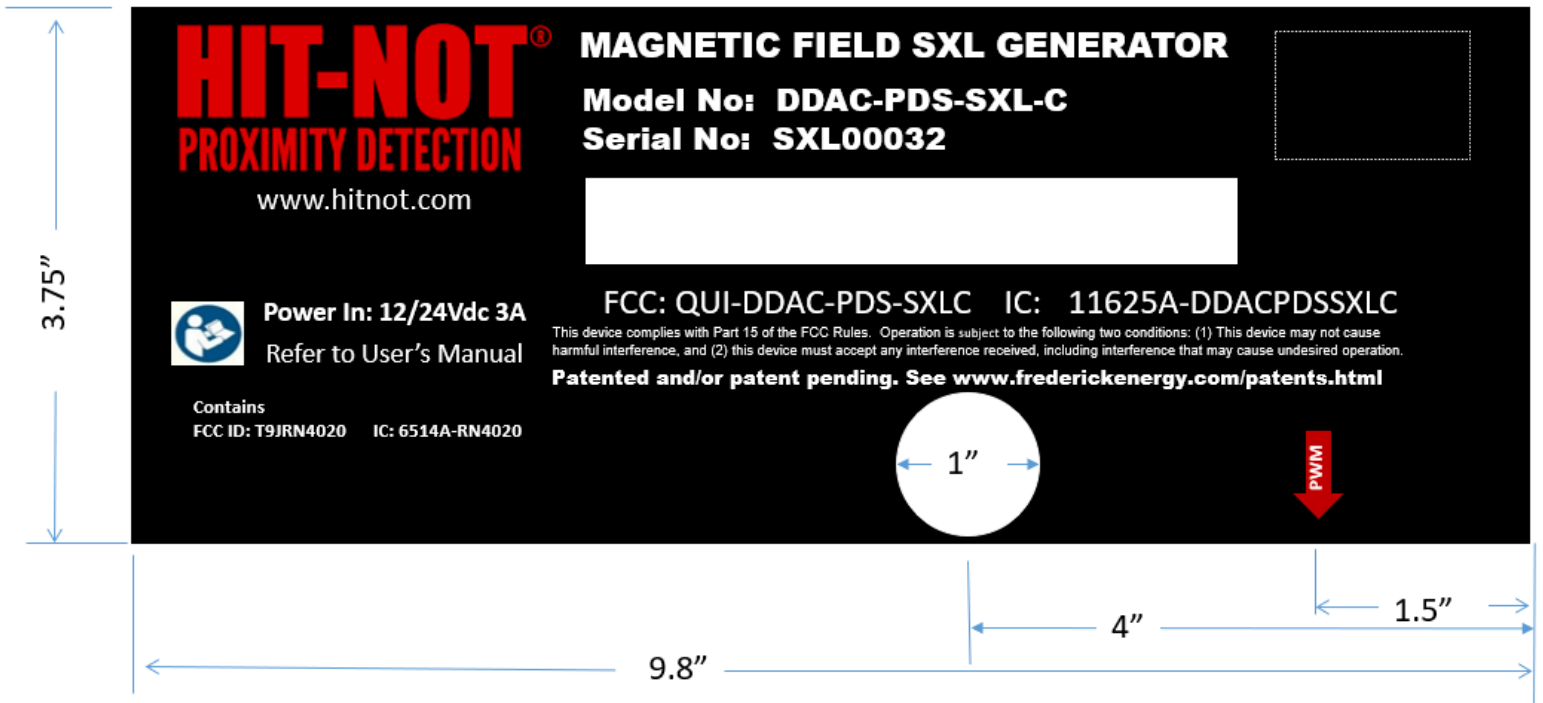 HIT-NOT®
PROXIMITY DETECTION
www.hitnot.com
MAGNETIC FIELD SXL GENERATOR
Model No: DDAC-PDS-SXL-C
Serial No: SXL00032
Power In: 12/24Vdc 3A
Refer to User’s Manual
Contains
FCC ID: T9JRN4020 IC: 6514A-RN4020
FCC: QUI-DDAC-PDS-SXLC IC: 11625A-DDACPDSSXLC
This device complies with Part 15 of the FCC Rules. Operation is subject to the following two conditions: (1) This device may not cause
harmful interference, and (2) this device must accept any interference received, including interference that may cause undesired operation.
Patented and/or patent pending. See www.frederickenergy.com/patents.html
PWM
3.75”
1”
1.5”
4”
9.8”